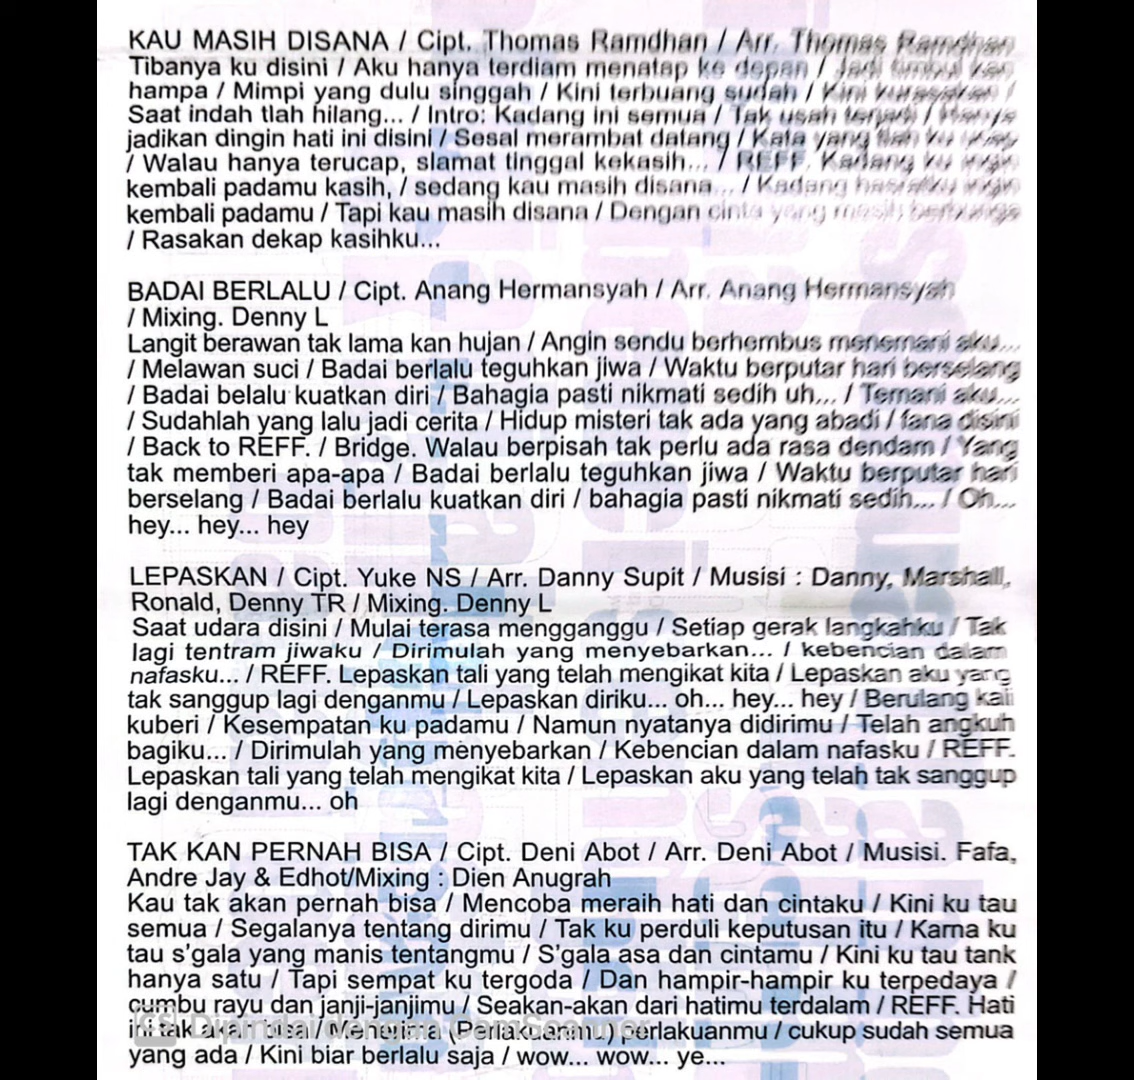 KAU MASIH DISANA / Cipt. Thomas Ramdhan / Arr. Thomas Ramdhan
Tibanya ku disini / Aku hanya terdiam menatap ke depan / Jadi timbul kan
hampa / Mimpi yang dulu singgah / Kini terbuang sudah / Kini kurasakan /
Saat indah tlah hilang... / Intro: Kadang ini semua / Tak usah terjadi /
jadikan dingin hati ini disini / Sesal merambat datang / Kata yang tlah ku
/ Walau hanya terucap, slamat tinggal kekasih... / REFF. Kadang ku ingin
kembali padamu kasih, / sedang kau masih disana... / Kadang hasratku ingin
kembali padamu / Tapi kau masih disana / Dengan cinta yang masih berbunga
/ Rasakan dekap kasihku...
BADAI BERLALU / Cipt. Anang Hermansyah / Arr. Anang Hermansyah
/ Mixing. Denny L
Langit berawan tak lama kan hujan / Angin sendu berhembus menemani aku...
/ Melawan suci / Badai berlalu teguhkan jiwa / Waktu berputar hari berselang
/ Badai belalu kuatkan diri / Bahagia pasti nikmati sedih uh... / Temani aku...
/ Sudahlah yang lalu jadi cerita / Hidup misteri tak ada yang abadi / fana disini
/ Back to REFF. / Bridge. Walau berpisah tak perlu ada rasa dendam / Yang
tak memberi apa-apa / Badai berlalu teguhkan jiwa / Waktu berputar hari
berselang / Badai berlalu kuatkan diri / bahagia pasti nikmati sedih... / Oh...
hey... hey... hey
LEPASKAN / Cipt. Yuke NS / Arr. Danny Supit / Musisi : Danny, Marshall,
Ronald, Denny TR / Mixing. Denny L
Saat udara disini / Mulai terasa mengganggu / Setiap gerak langkahku / Tak
lagi tentram jiwaku / Dirimulah yang menyebarkan... / kebencian dalam
nafasku... / REFF. Lepaskan tali yang telah mengikat kita / Lepaskan aku yang
tak sanggup lagi denganmu / Lepaskan diriku... oh... hey... hey / Berulang kali
kuberi / Kesempatan ku padamu / Namun nyatanya didirimu / Telah angkuh
bagiku... / Dirimulah yang menyebarkan / Kebencian dalam nafasku / REFF.
Lepaskan tali yang telah mengikat kita / Lepaskan aku yang telah tak sanggup
lagi denganmu... oh
TAK KAN PERNAH BISA / Cipt. Deni Abot / Arr. Deni Abot / Musisi. Fafa,
Andre Jay & Edhot/Mixing : Dien Anugrah
Kau tak akan pernah bisa / Mencoba meraih hati dan cintaku / Kini ku tau
semua / Segalanya tentang dirimu / Tak ku perduli keputusan itu / Karna ku
tau s'gala yang manis tentangmu / S'gala asa dan cintamu / Kini ku tau tank
hanya satu / Tapi sempat ku tergoda / Dan hampir-hampir ku terpedaya /
cumbu rayu dan janji-janjimu / Seakan-akan dari hatimu terdalam / REFF. Hati
ini tak akan bisa / Menerima (Perlakuanmu) perlakuanmu / cukup sudah semua
yang ada / Kini biar berlalu saja / wow... wow... ye...
CS Dipindai dengan CamScanner